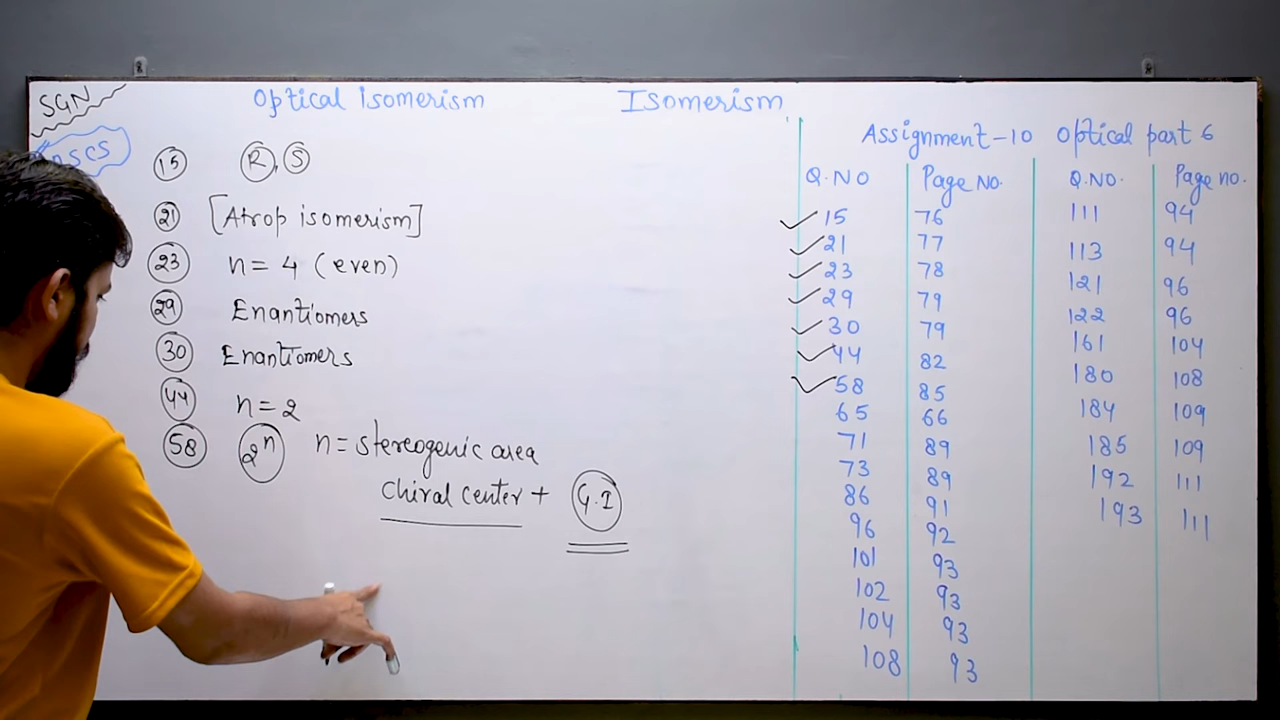 SGN
Optical Isomerism
Isomerism
SCS
15 R, S
21 [Atrop isomerism]
23 n = 4 (even)
29 Enantiomers
30 Enantiomers
44 n = 2
58 2^n n = stereogenic area
chiral center + G.I
Assignment-10 Optical part 6
Q.NO Page No. Q.NO. Page no.
15 76 111 94
21 77 113 94
23 78 121 96
29 79 122 96
30 79 161 104
44 82 180 108
58 85 184 109
65 66 185 109
71 89 192 111
73 89 193 111
86 91
96 92
101 93
102 93
104 93
108 93